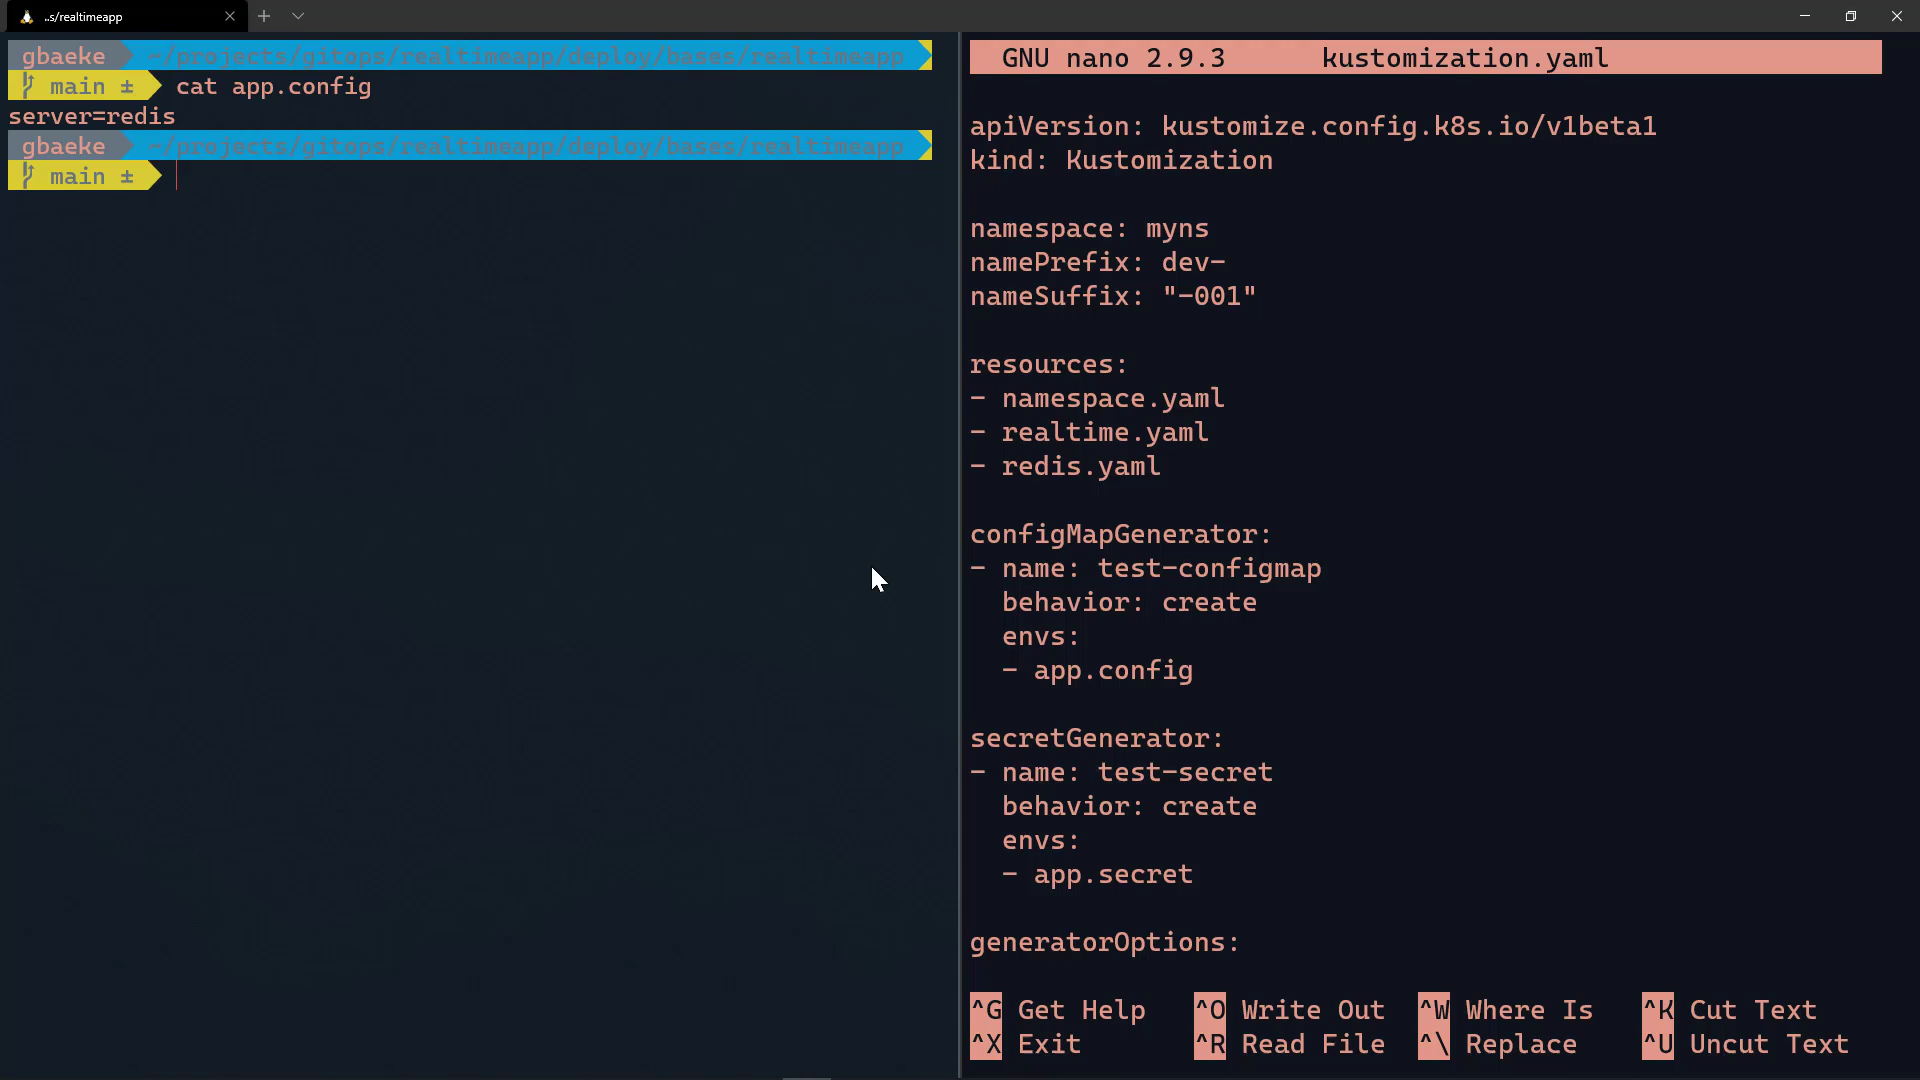 ..s/realtimeapp
gbaeke ~/projects/gitops/realtimeapp/deploy/bases/realtimeapp
main ± cat app.config
server=redis
gbaeke ~/projects/gitops/realtimeapp/deploy/bases/realtimeapp
main ±
GNU nano 2.9.3 kustomization.yaml
apiVersion: kustomize.config.k8s.io/v1beta1
kind: Kustomization
namespace: myns
namePrefix: dev-
nameSuffix: "-001"
resources:
- namespace.yaml
- realtime.yaml
- redis.yaml
configMapGenerator:
- name: test-configmap
  behavior: create
  envs:
  - app.config
secretGenerator:
- name: test-secret
  behavior: create
  envs:
  - app.secret
generatorOptions:
^G Get Help ^O Write Out ^W Where Is ^K Cut Text
^X Exit ^R Read File ^\ Replace ^U Uncut Text